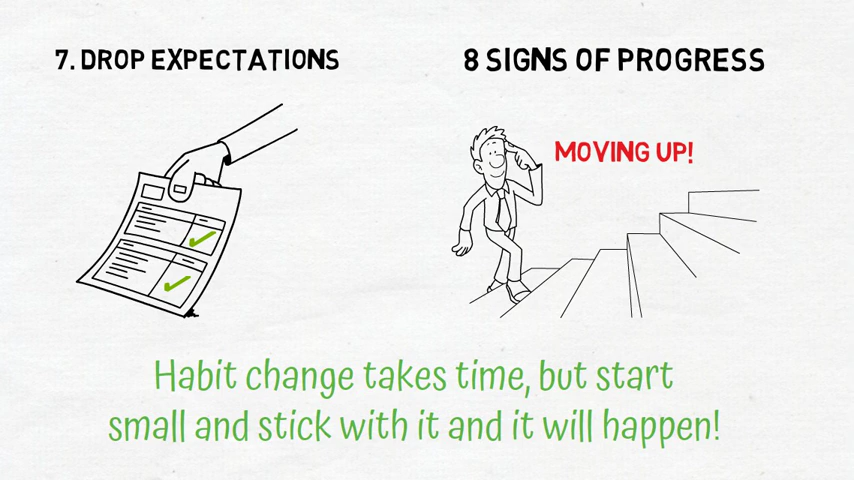 7. DROP EXPECTATIONS
8 SIGNS OF PROGRESS
MOVING UP!
Habit change takes time, but start
small and stick with it and it will happen!